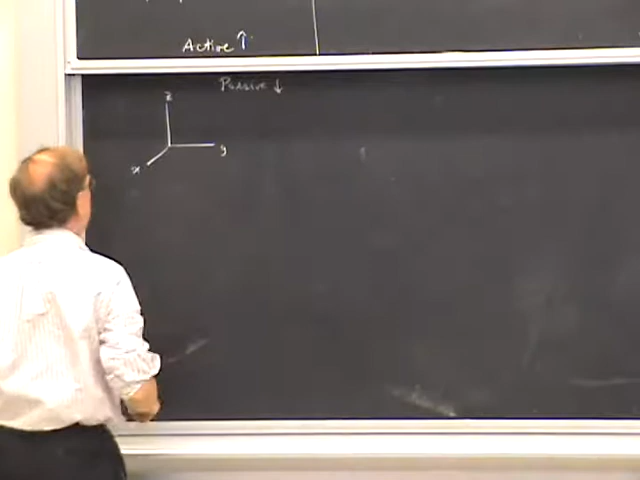 Active ↑
Passive ↓
z
y
x